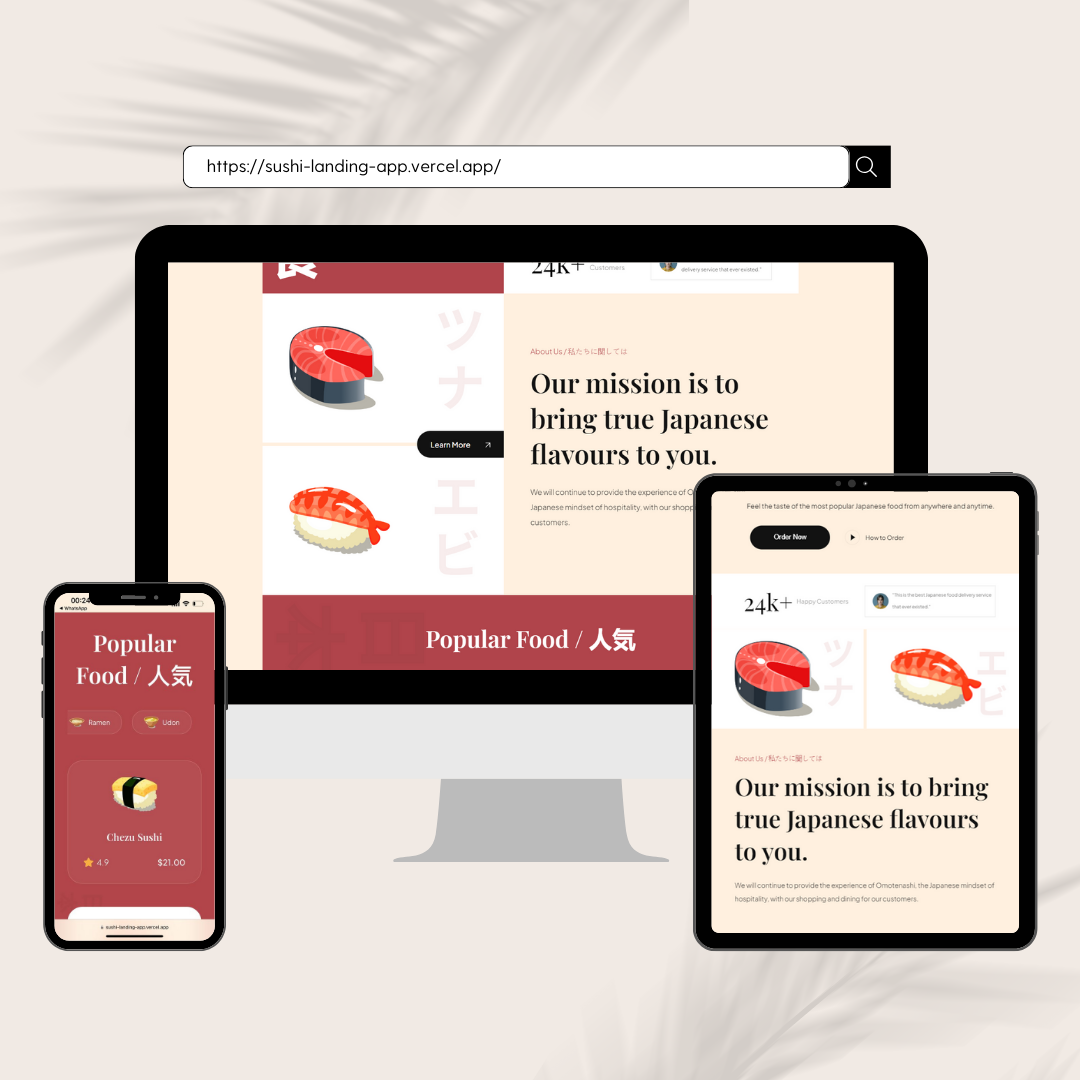 https://sushi-landing-app.vercel.app/
食
24k+ Customers
delivery service that ever existed."
ツナ
About Us / 私たちに関しては
Our mission is to
bring true Japanese
flavours to you.
Learn More
We will continue to provide the experience of O
Japanese mindset of hospitality, with our shopp
customers.
エビ
Popular Food / 人気
00:24
WhatsApp
Popular
Food / 人気
Ramen
Udon
Chezu Sushi
4.9 $21.00
sushi-landing-app.vercel.app
Feel the taste of the most popular Japanese food from anywhere and anytime.
Order Now
How to Order
24k+ Happy Customers
"This is the best Japanese food delivery service
that ever existed."
ツナ
エビ
About Us / 私たちに関しては
Our mission is to bring
true Japanese flavours
to you.
We will continue to provide the experience of Omotenashi, the Japanese mindset of
hospitality, with our shopping and dining for our customers.